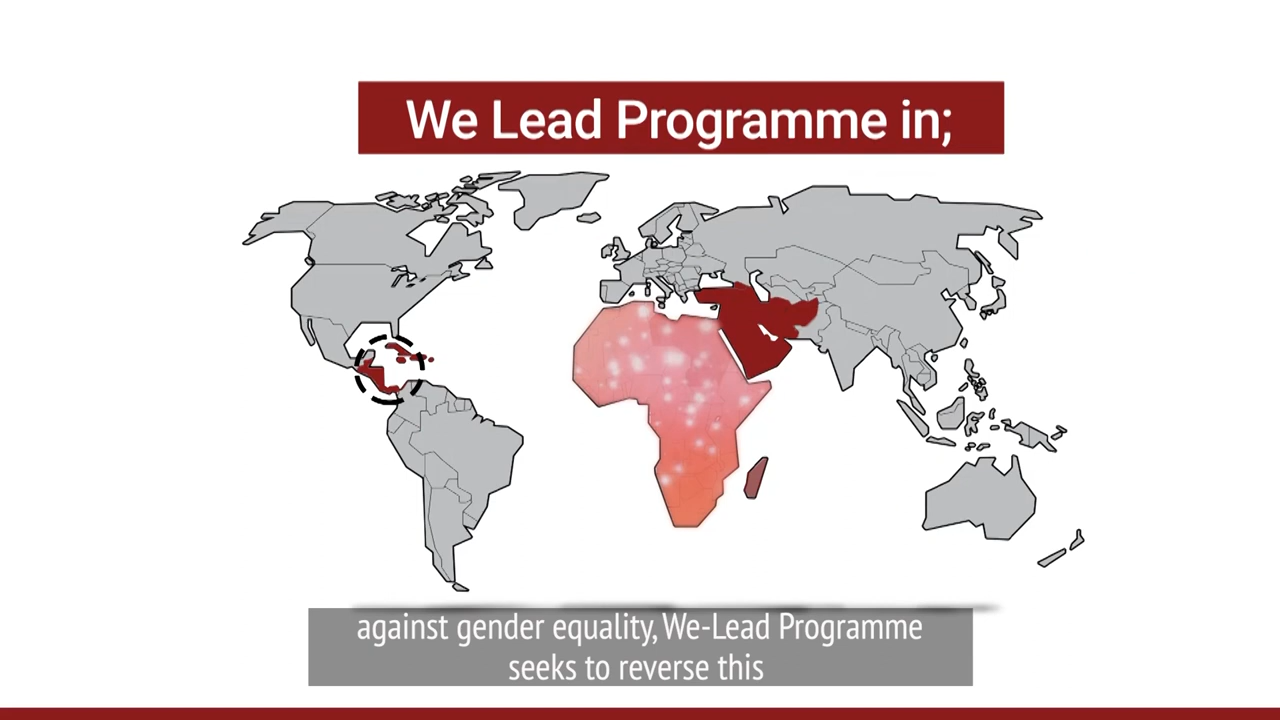 We Lead Programme in;
against gender equality, We-Lead Programme
seeks to reverse this